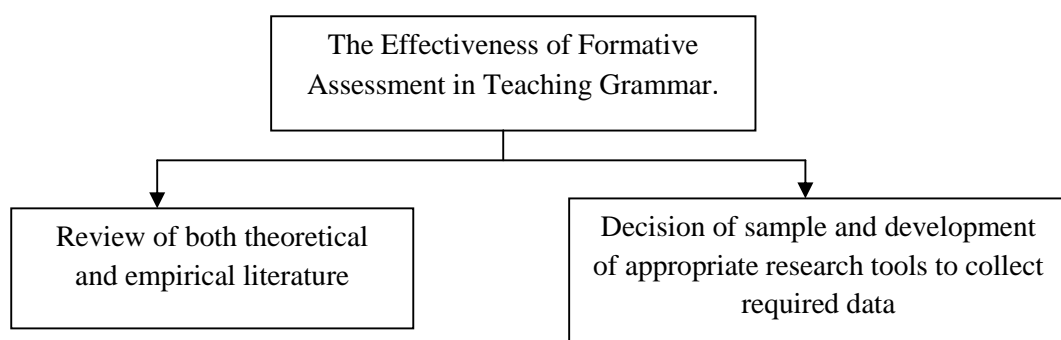 The Effectiveness of Formative
Assessment in Teaching Grammar.
Review of both theoretical
and empirical literature
Decision of sample and development
of appropriate research tools to collect
required data